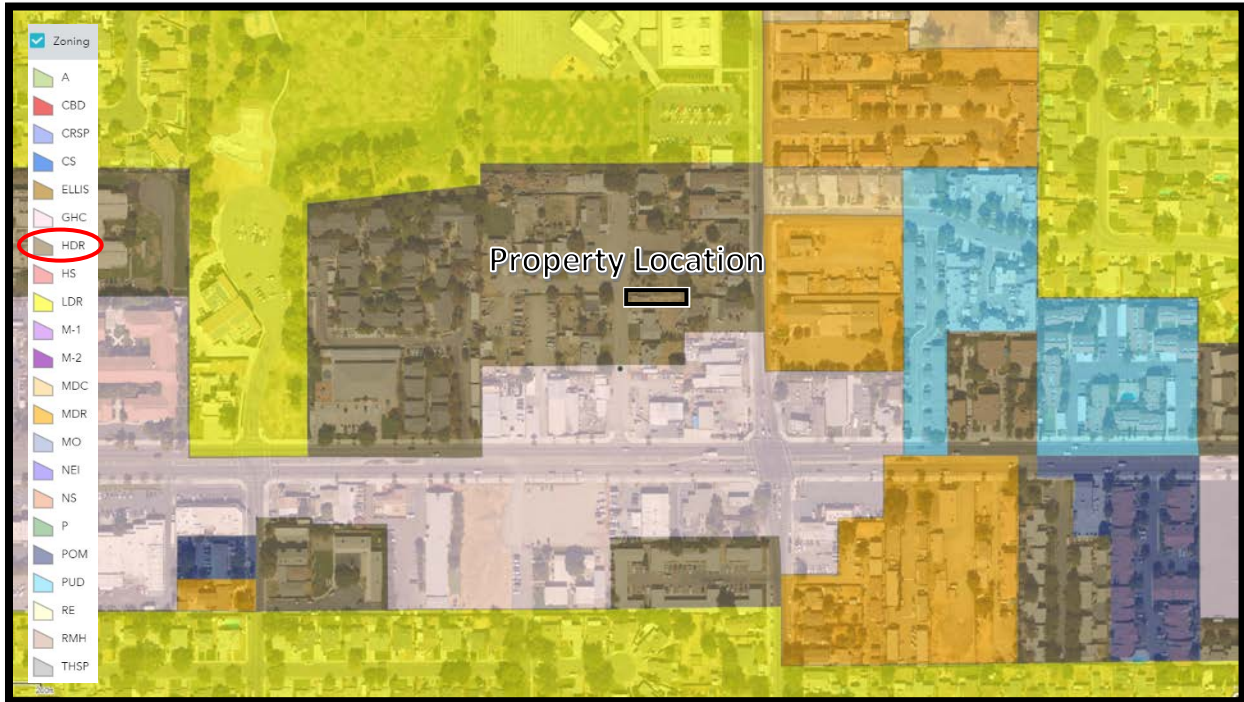 Zoning
A
CBD
CRSP
CS
ELLIS
GHC
HDR
HS
LDR
M-1
M-2
MDC
MDR
MO
NEI
NS
P
POM
PUD
RE
RMH
THSP
Property Location